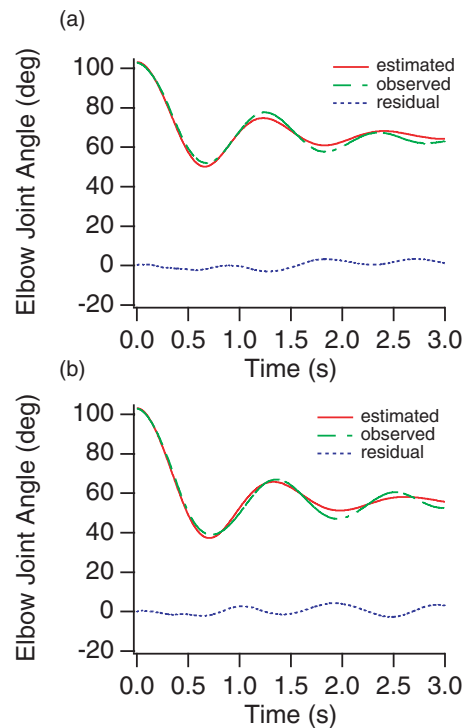 (a)
Elbow Joint Angle (deg)
100
80
60
40
20
0
-20
estimated
observed
residual
0.0 0.5 1.0 1.5 2.0 2.5 3.0
Time (s)
(b)
Elbow Joint Angle (deg)
100
80
60
40
20
0
-20
estimated
observed
residual
0.0 0.5 1.0 1.5 2.0 2.5 3.0
Time (s)